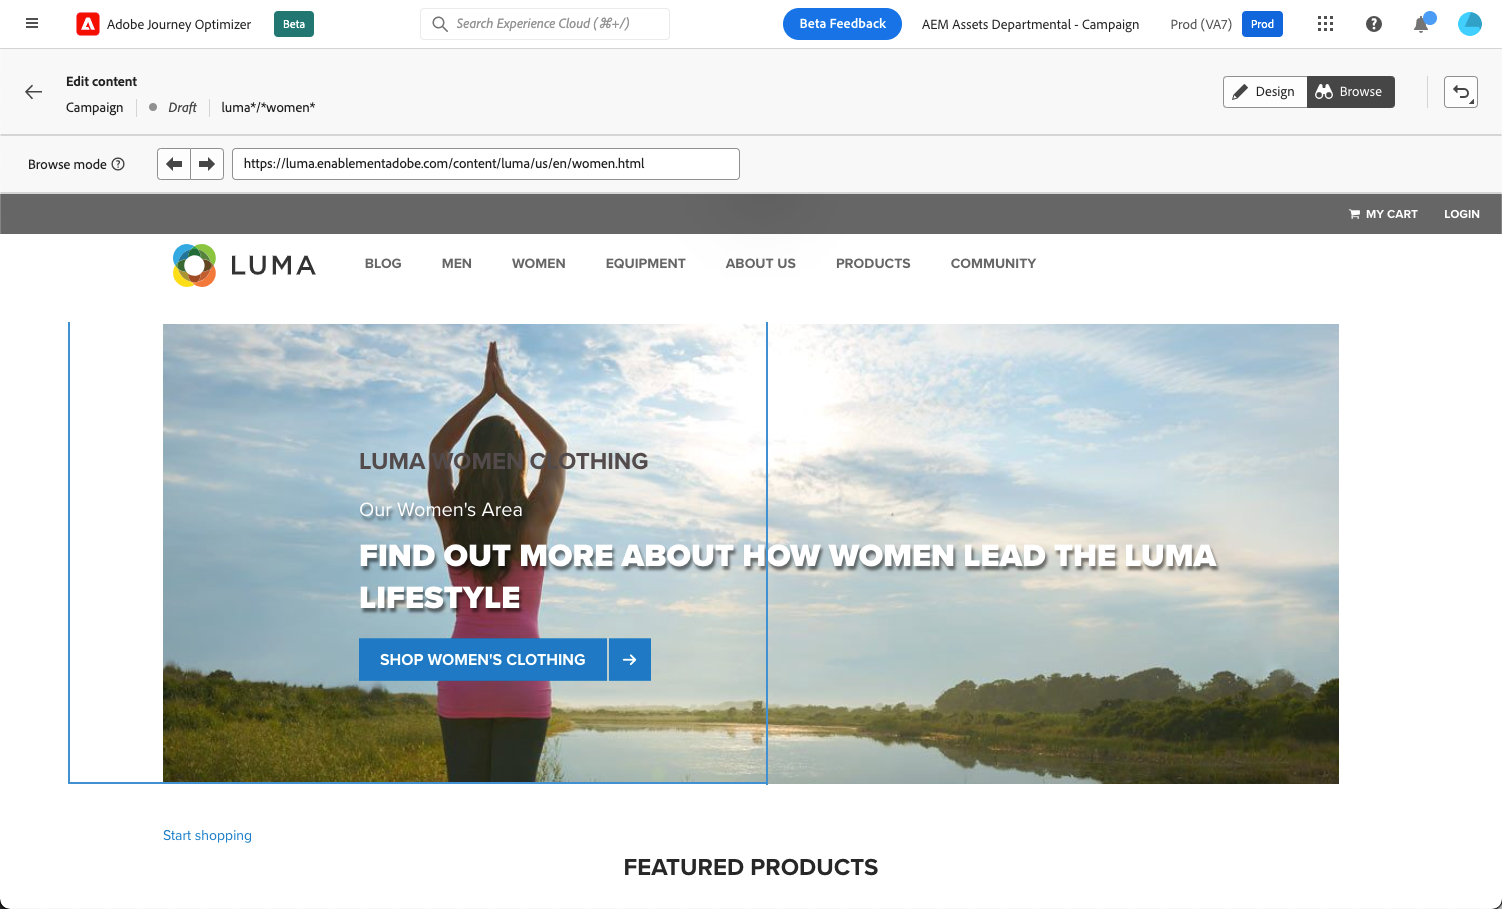 Adobe Journey Optimizer Beta Search Experience Cloud (⌘+/) Beta Feedback AEM Assets Departmental - Campaign Prod (VA7) Prod
Edit content
Campaign Draft luma*/*women*
Design Browse
Browse mode https://luma.enablementadobe.com/content/luma/us/en/women.html
MY CART LOGIN
LUMA BLOG MEN WOMEN EQUIPMENT ABOUT US PRODUCTS COMMUNITY
LUMA WOMEN CLOTHING
Our Women's Area
FIND OUT MORE ABOUT HOW WOMEN LEAD THE LUMA
LIFESTYLE
SHOP WOMEN'S CLOTHING
Start shopping
FEATURED PRODUCTS